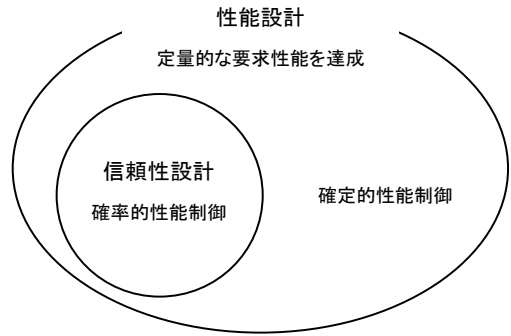 性能設計
定量的な要求性能を達成
信頼性設計
確率的性能制御
確定的性能制御